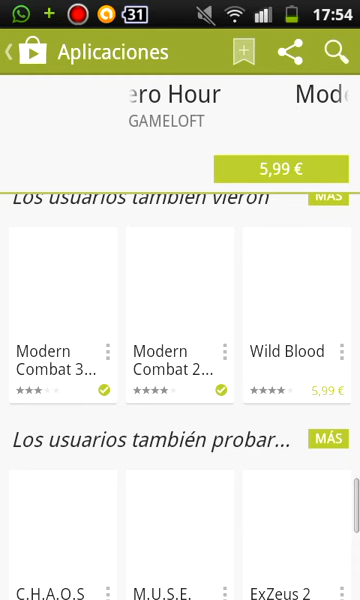 31
17:54
Aplicaciones
ero Hour
Mod
GAMELOFT
5,99 €
Los usuarios también vieron
MÁS
Modern
Combat 3...
Modern
Combat 2...
Wild Blood
5,99 €
Los usuarios también probar...
MÁS
C.H.A.O.S
M.U.S.E.
ExZeus 2